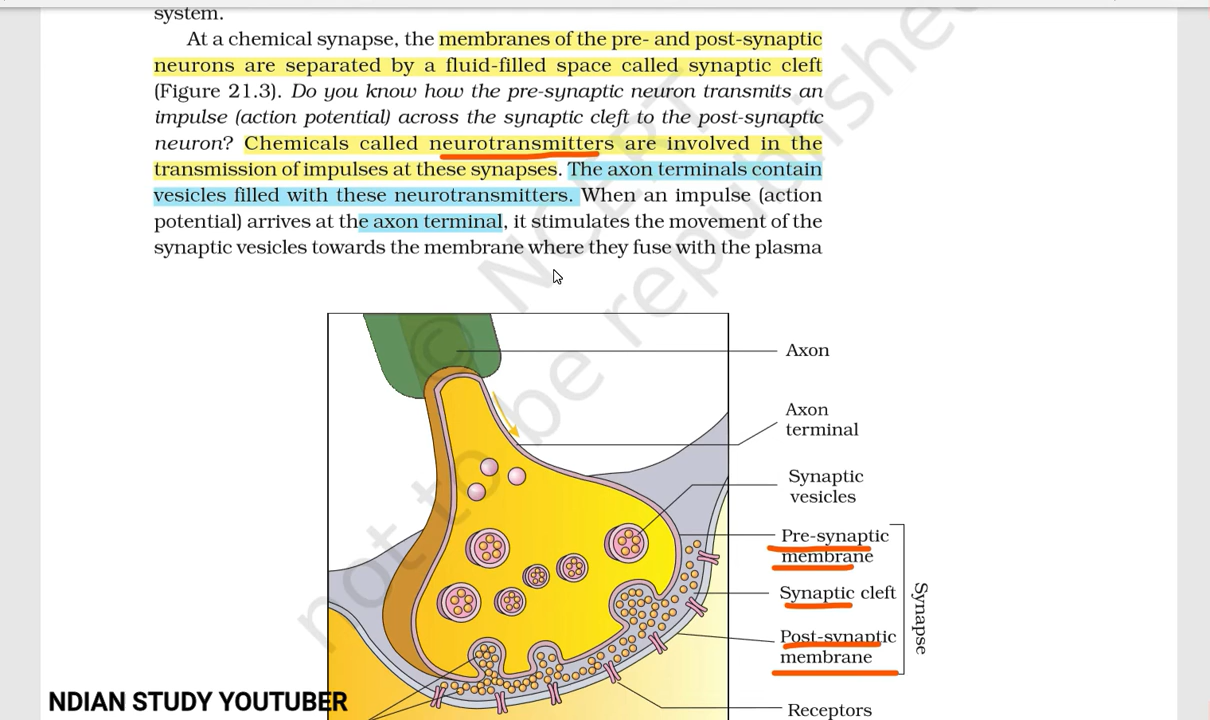 system.
At a chemical synapse, the membranes of the pre- and post-synaptic
neurons are separated by a fluid-filled space called synaptic cleft
(Figure 21.3). Do you know how the pre-synaptic neuron transmits an
impulse (action potential) across the synaptic cleft to the post-synaptic
neuron? Chemicals called neurotransmitters are involved in the
transmission of impulses at these synapses. The axon terminals contain
vesicles filled with these neurotransmitters. When an impulse (action
potential) arrives at the axon terminal, it stimulates the movement of the
synaptic vesicles towards the membrane where they fuse with the plasma
Axon
Axon
terminal
Synaptic
vesicles
Pre-synaptic
membrane
Synaptic cleft
Post-synaptic
membrane
Synapse
Receptors
© NCERT
not to be republished
NDIAN STUDY YOUTUBER